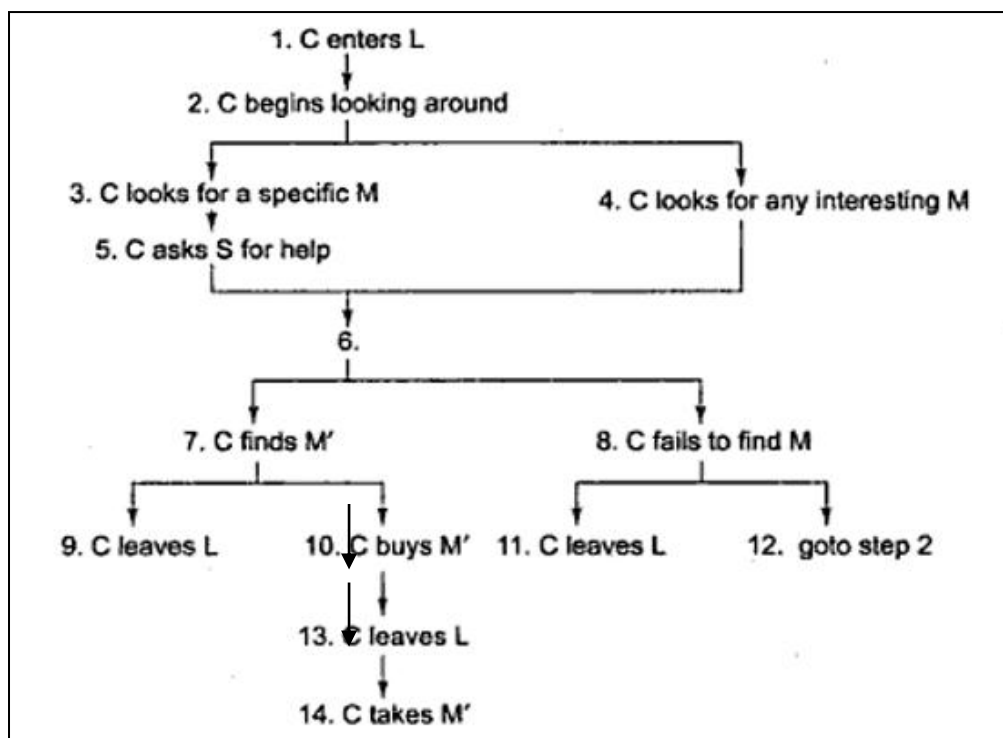 1. C enters L
2. C begins looking around
3. C looks for a specific M
4. C looks for any interesting M
5. C asks S for help
6.
7. C finds M′
8. C fails to find M
9. C leaves L
10. C buys M′
11. C leaves L
12. goto step 2
13. C leaves L
14. C takes M′